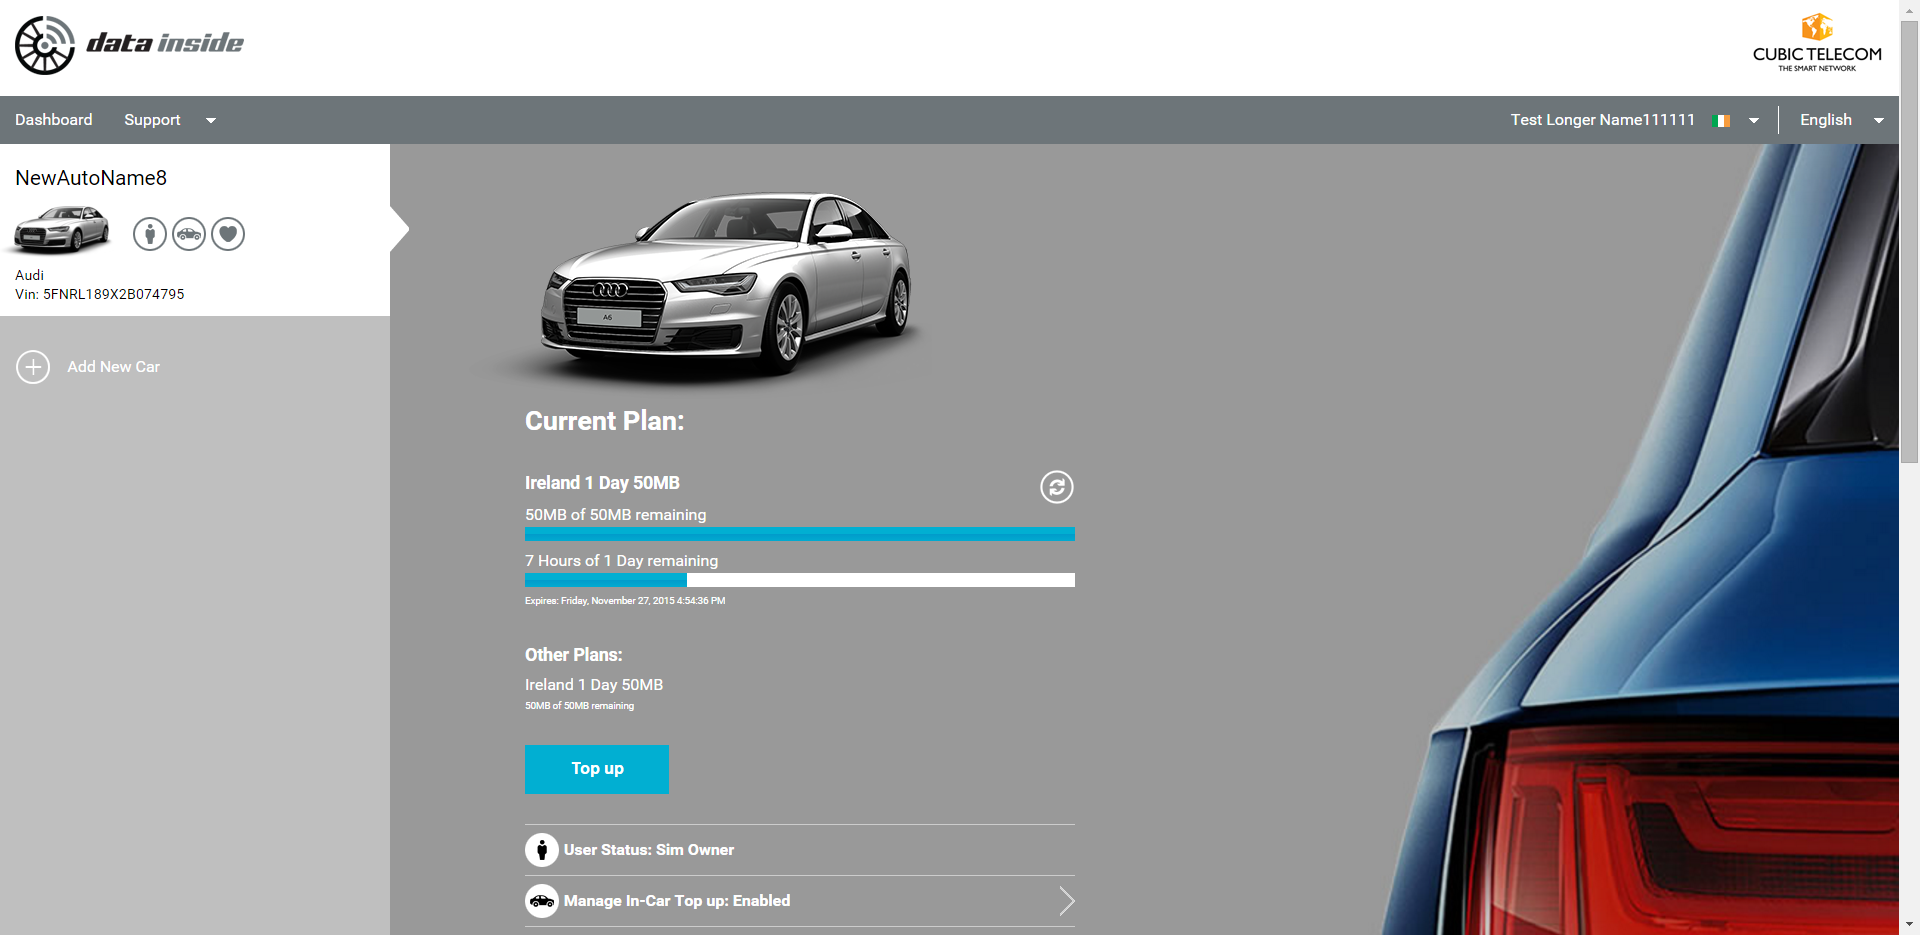 data inside
CUBIC TELECOM
THE SMART NETWORK
Dashboard
Support
Test Longer Name111111
English
NewAutoName8
Audi
Vin: 5FNRL189X2B074795
Add New Car
A6
Current Plan:
Ireland 1 Day 50MB
50MB of 50MB remaining
7 Hours of 1 Day remaining
Expires: Friday, November 27, 2015 4:54:36 PM
Other Plans:
Ireland 1 Day 50MB
50MB of 50MB remaining
Top up
User Status: Sim Owner
Manage In-Car Top up: Enabled